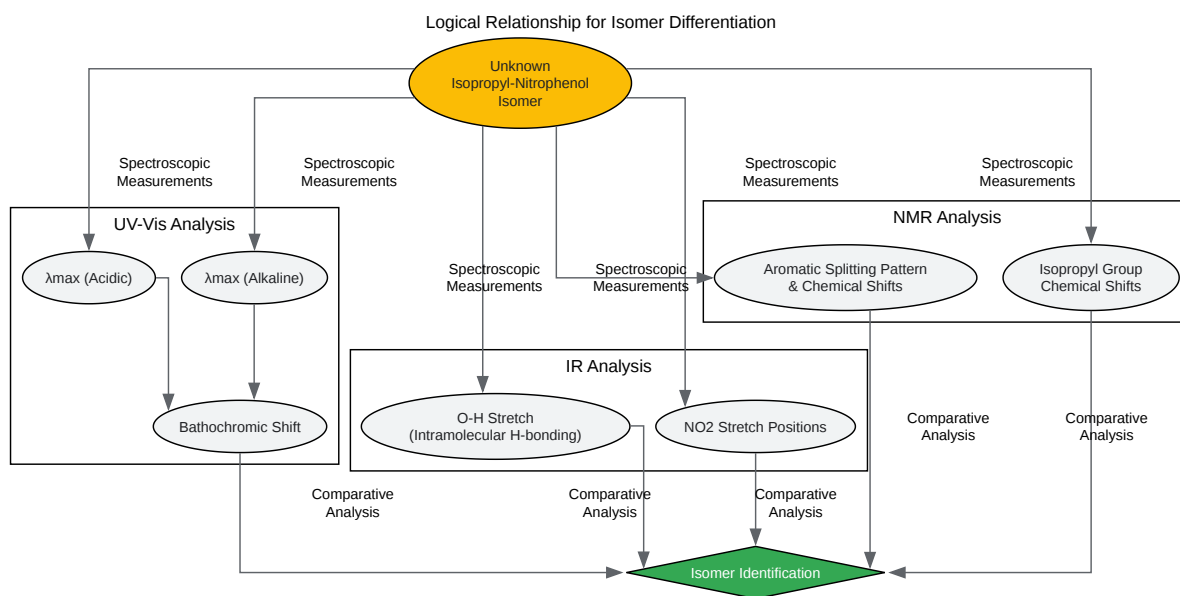 Logical Relationship for Isomer Differentiation
Unknown
Isopropyl-Nitrophenol
Isomer
Spectroscopic
Measurements
Spectroscopic
Measurements
Spectroscopic
Measurements
Spectroscopic
Measurements
UV-Vis Analysis
λmax (Acidic)
λmax (Alkaline)
Bathochromic Shift
Spectroscopic
Measurements
Spectroscopic
Measurements
NMR Analysis
Aromatic Splitting Pattern
& Chemical Shifts
Isopropyl Group
Chemical Shifts
IR Analysis
O-H Stretch
(Intramolecular H-bonding)
NO2 Stretch Positions
Comparative
Analysis
Comparative
Analysis
Comparative
Analysis
Comparative
Analysis
Comparative
Analysis
Isomer Identification